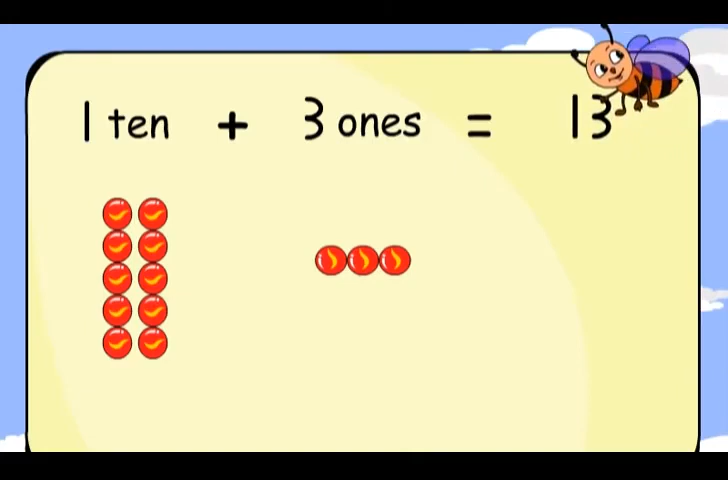 1 ten + 3 ones = 13